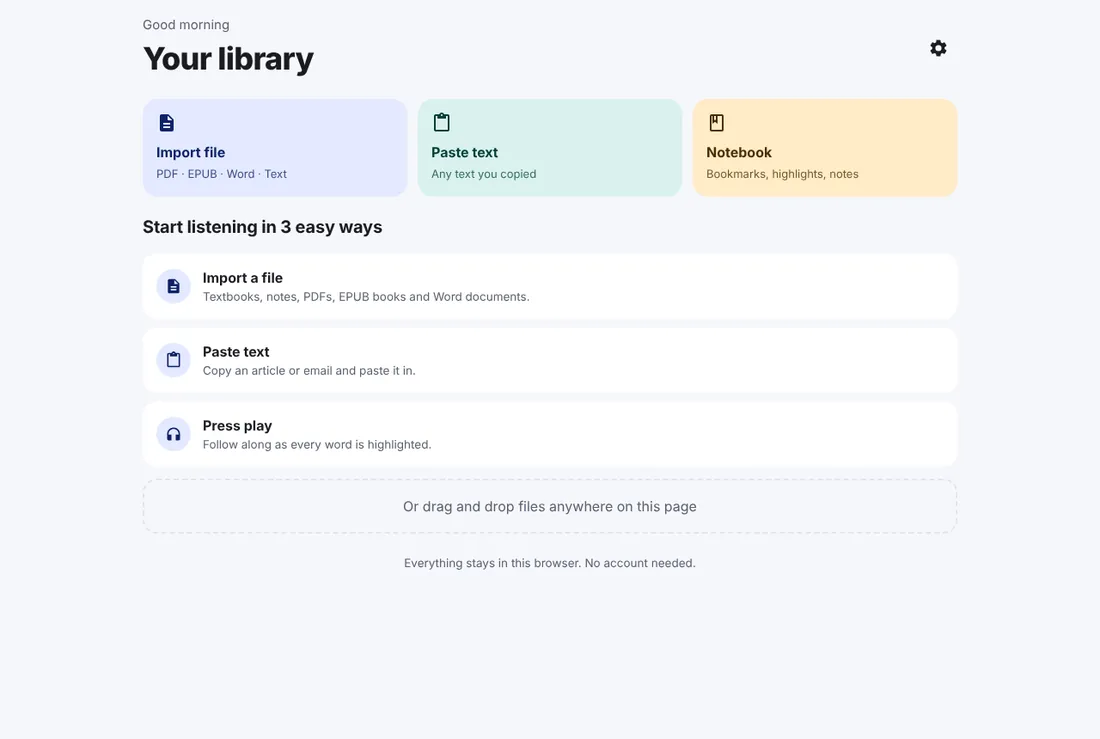 Good morning
Your library
Import file
PDF · EPUB · Word · Text
Paste text
Any text you copied
Notebook
Bookmarks, highlights, notes
Start listening in 3 easy ways
Import a file
Textbooks, notes, PDFs, EPUB books and Word documents.
Paste text
Copy an article or email and paste it in.
Press play
Follow along as every word is highlighted.
Or drag and drop files anywhere on this page
Everything stays in this browser. No account needed.